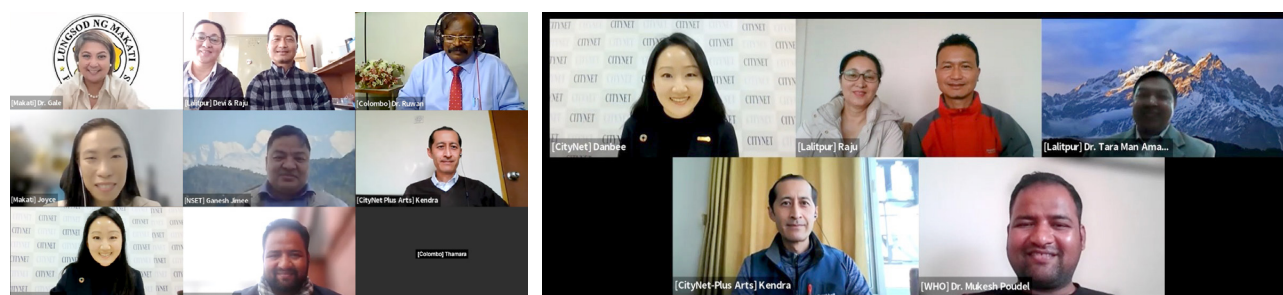 LUNGSOD NG MAKATI
[Makati] Dr. Gale
[Lalitpur] Devi & Raju
[Colombo] Dr. Ruwan
[Makati] Joyce
[NSET] Ganesh Jimee
[CityNet Plus Arts] Kendra
CITYNET
[Colombo] Thamara
CITYNET
[CityNet] Danbee
[Lalitpur] Raju
[Lalitpur] Dr. Tara Man Ama...
[CityNet-Plus Arts] Kendra
[WHO] Dr. Mukesh Poudel